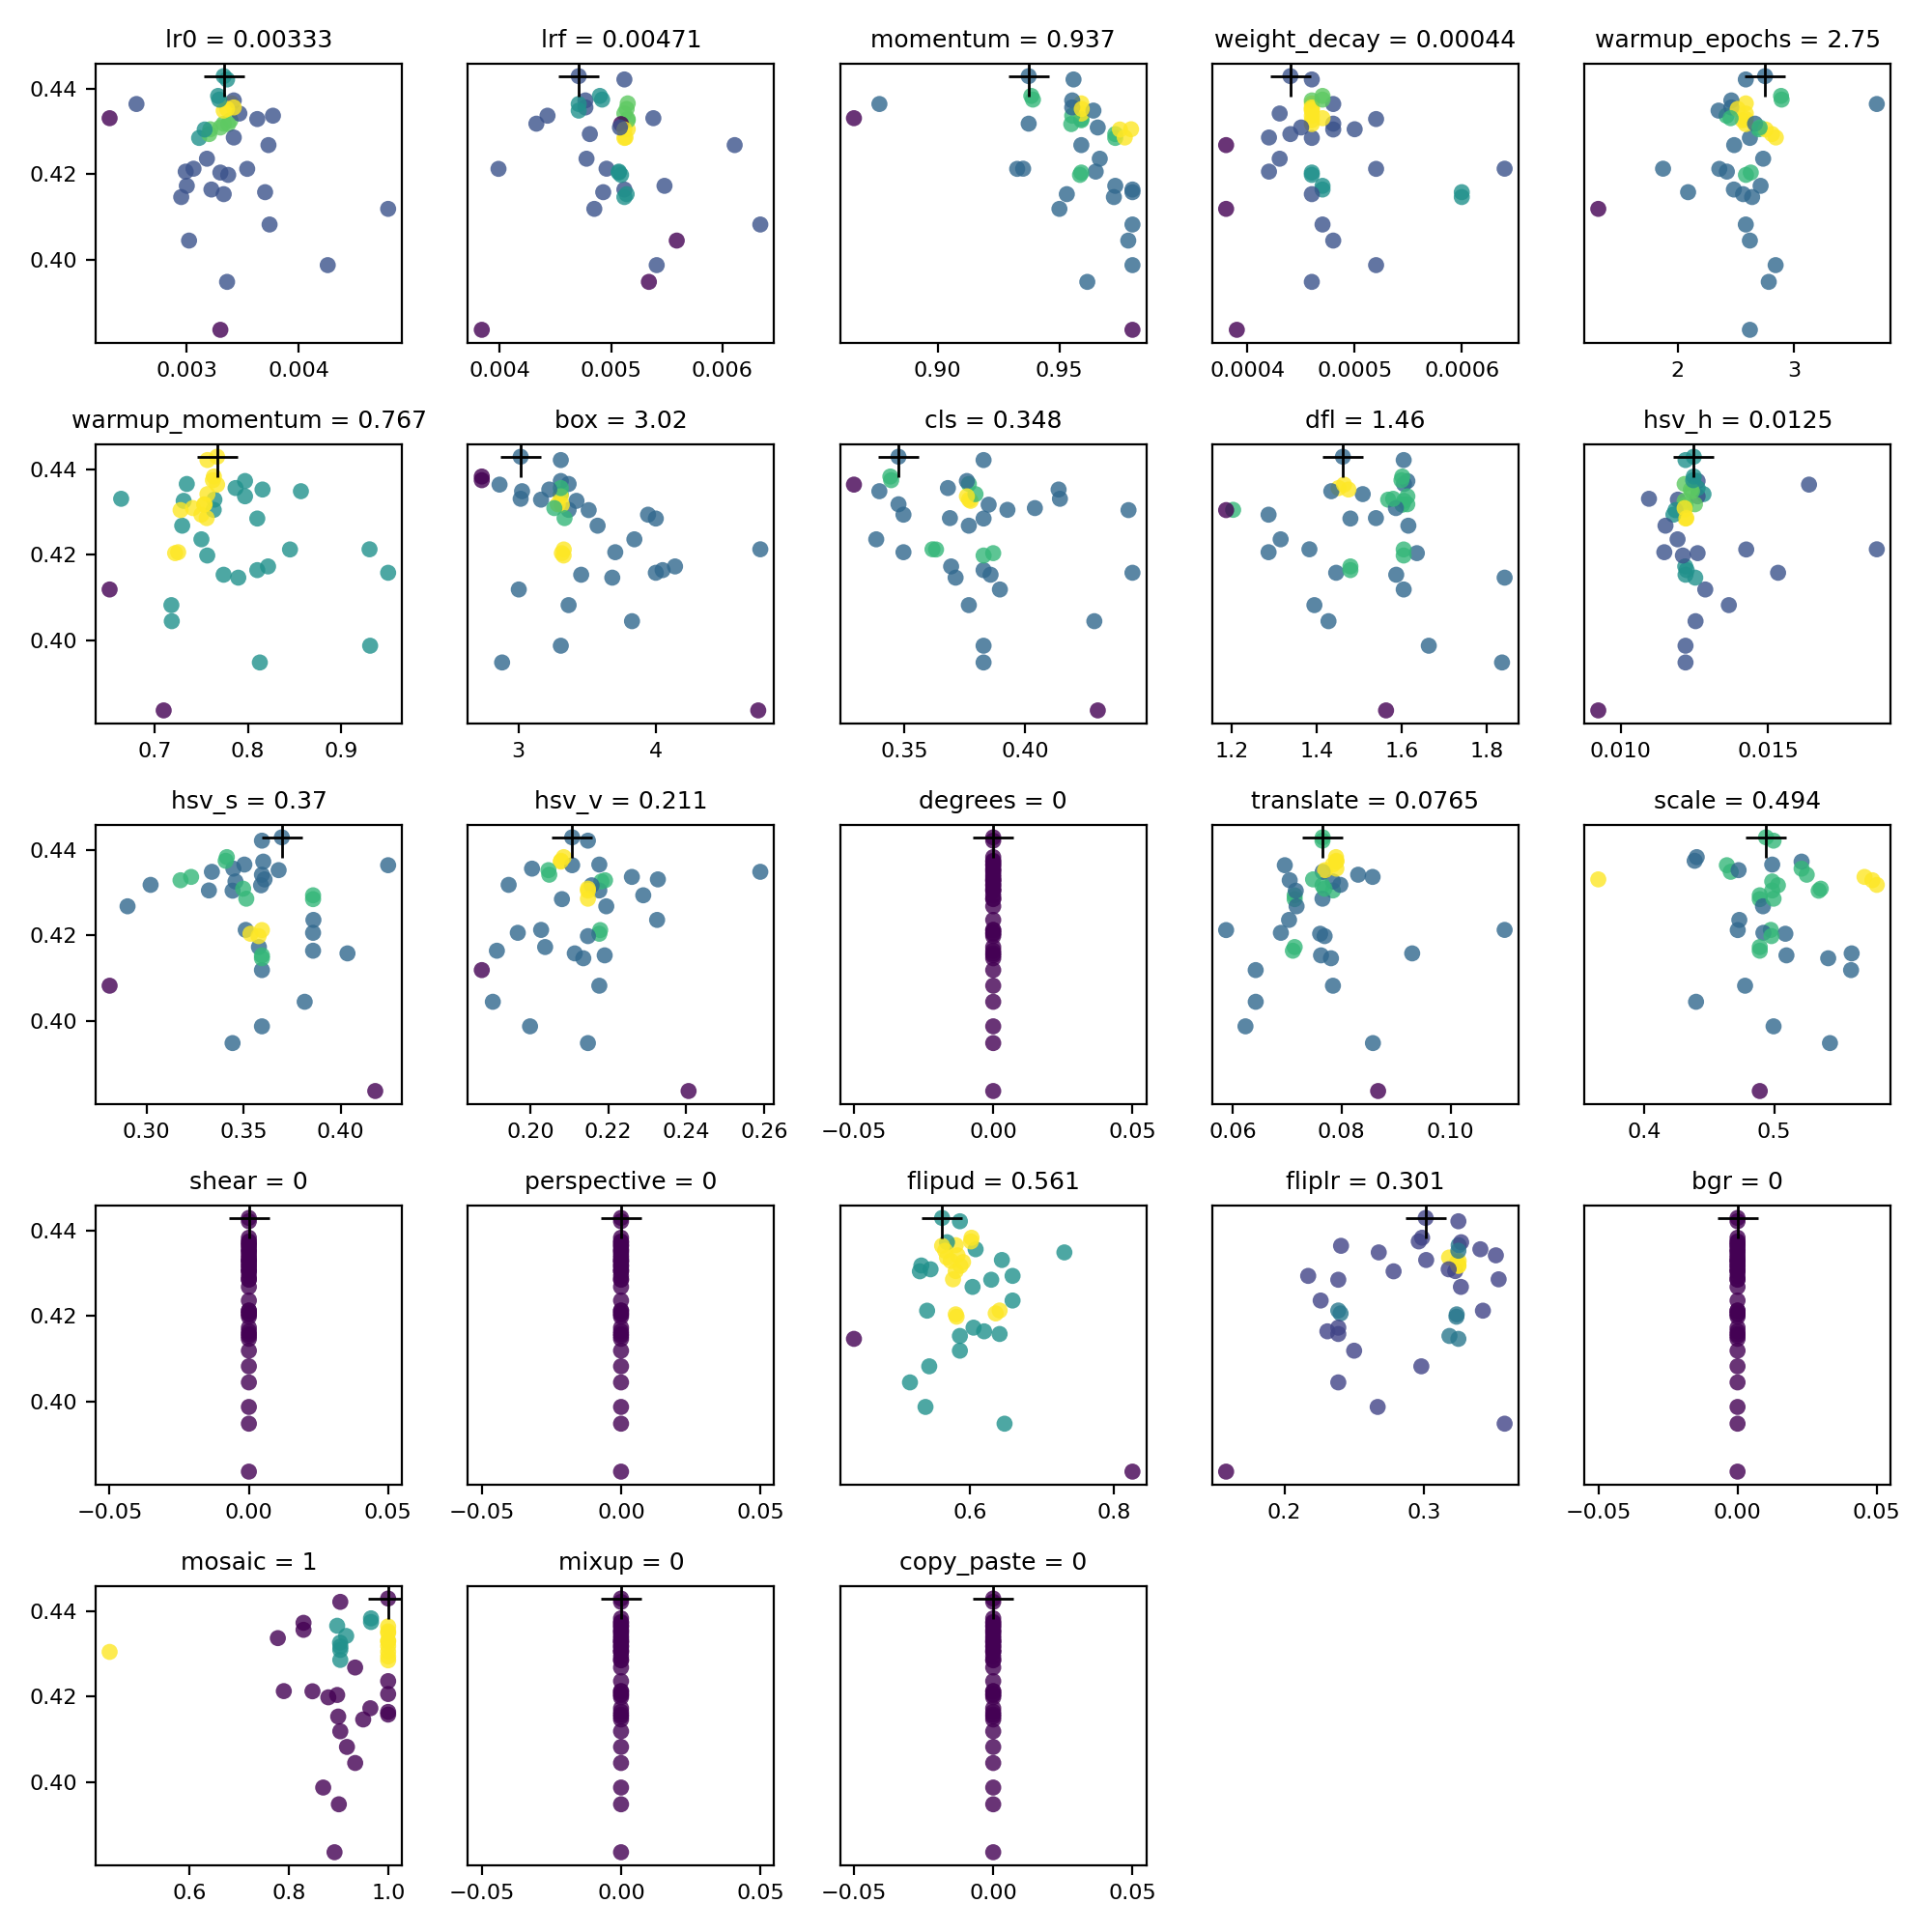 lr0 = 0.00333 lrf = 0.00471 momentum = 0.937 weight_decay = 0.00044 warmup_epochs = 2.75
0.44
0.42
0.40
0.003 0.004 0.004 0.005 0.006 0.90 0.95 0.0004 0.0005 0.0006 2 3
warmup_momentum = 0.767 box = 3.02 cls = 0.348 dfl = 1.46 hsv_h = 0.0125
0.44
0.42
0.40
0.7 0.8 0.9 3 4 0.35 0.40 1.2 1.4 1.6 1.8 0.010 0.015
hsv_s = 0.37 hsv_v = 0.211 degrees = 0 translate = 0.0765 scale = 0.494
0.44
0.42
0.40
0.30 0.35 0.40 0.20 0.22 0.24 0.26 −0.05 0.00 0.05 0.06 0.08 0.10 0.4 0.5
shear = 0 perspective = 0 flipud = 0.561 fliplr = 0.301 bgr = 0
0.44
0.42
0.40
−0.05 0.00 0.05 −0.05 0.00 0.05 0.6 0.8 0.2 0.3 −0.05 0.00 0.05
mosaic = 1 mixup = 0 copy_paste = 0
0.44
0.42
0.40
0.6 0.8 1.0 −0.05 0.00 0.05 −0.05 0.00 0.05